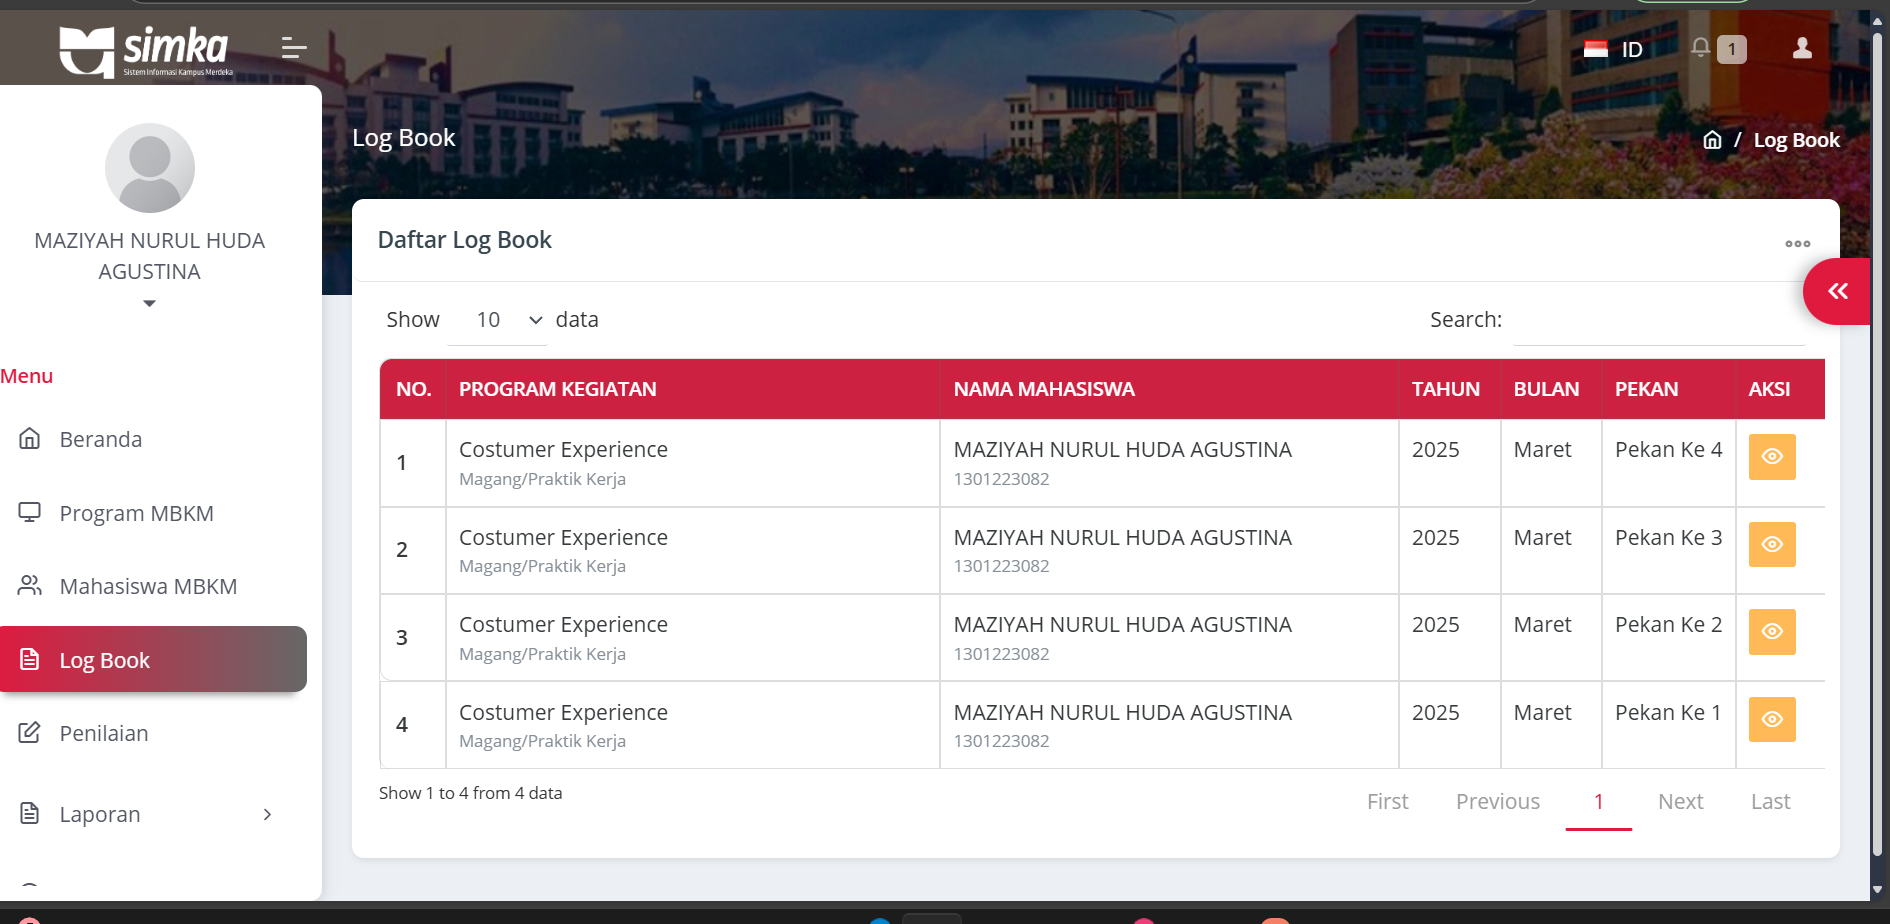 simka
Sistem Informasi Kampus Merdeka
ID
1
Log Book
/ Log Book
MAZIYAH NURUL HUDA
AGUSTINA
Menu
Beranda
Program MBKM
Mahasiswa MBKM
Log Book
Penilaian
Laporan
Daftar Log Book
Show 10 data
Search:
NO. PROGRAM KEGIATAN NAMA MAHASISWA TAHUN BULAN PEKAN AKSI
1 Costumer Experience MAZIYAH NURUL HUDA AGUSTINA 2025 Maret Pekan Ke 4
Magang/Praktik Kerja 1301223082
2 Costumer Experience MAZIYAH NURUL HUDA AGUSTINA 2025 Maret Pekan Ke 3
Magang/Praktik Kerja 1301223082
3 Costumer Experience MAZIYAH NURUL HUDA AGUSTINA 2025 Maret Pekan Ke 2
Magang/Praktik Kerja 1301223082
4 Costumer Experience MAZIYAH NURUL HUDA AGUSTINA 2025 Maret Pekan Ke 1
Magang/Praktik Kerja 1301223082
Show 1 to 4 from 4 data
First Previous 1 Next Last